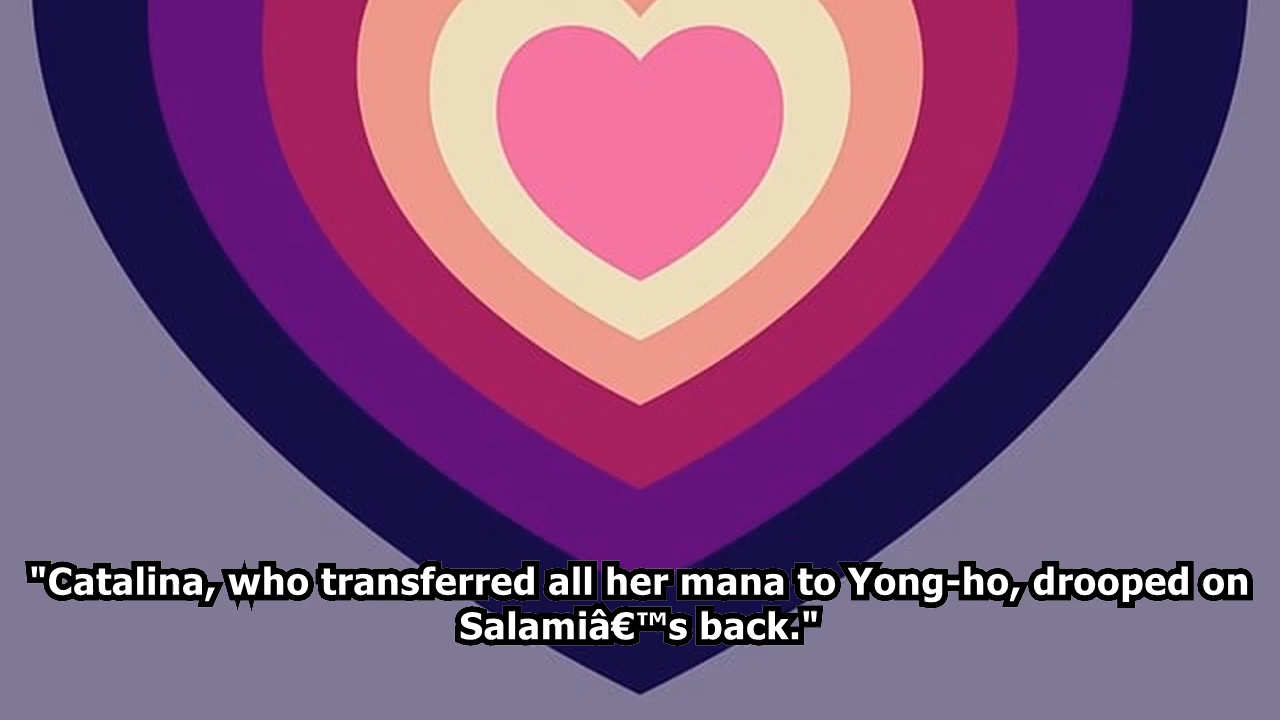 "Catalina, who transferred all her mana to Yong-ho, drooped on
Salamiâ€™s back."